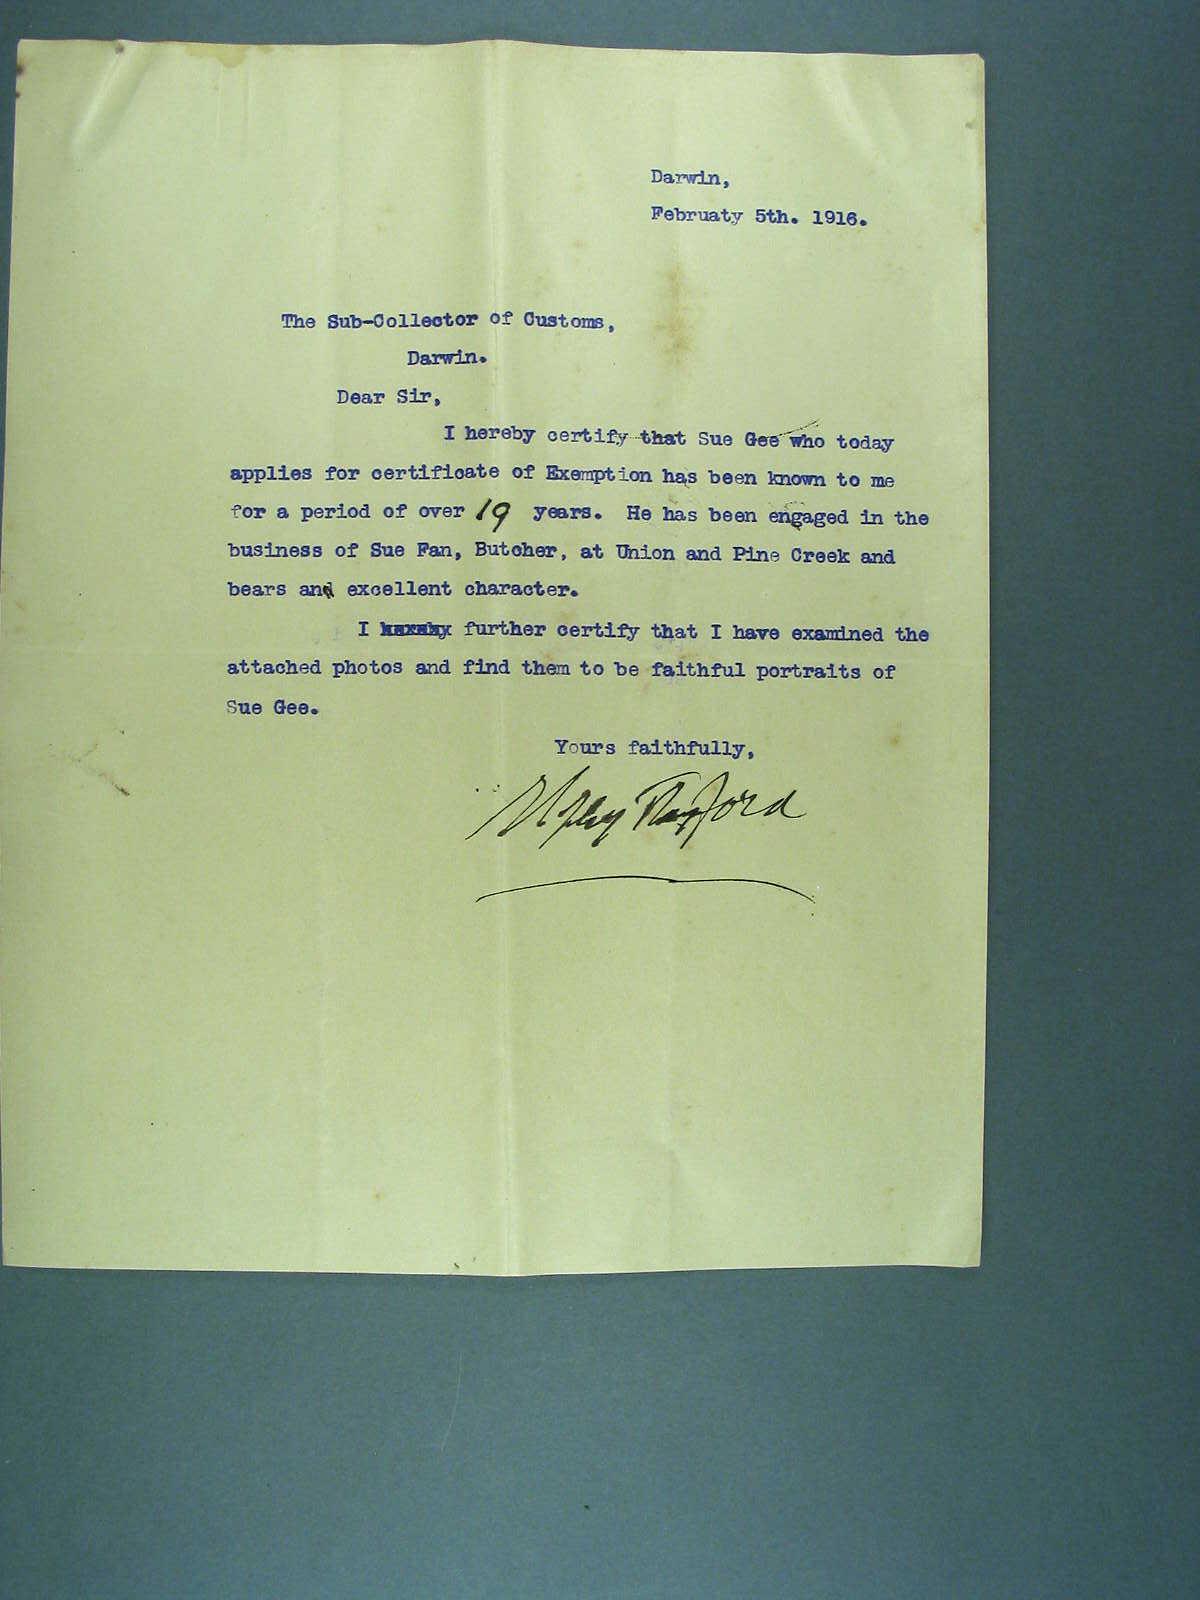 Darwin,
Februaty 5th. 1916.
The Sub-Collector of Customs,
Darwin.
Dear Sir,
I hereby certify that Sue Gee who today
applies for certificate of Exemption has been known to me
for a period of over 19 years. He has been engaged in the
business of Sue Fan, Butcher, at Union and Pine Creek and
bears an excellent character.
I further certify that I have examined the
attached photos and find them to be faithful portraits of
Sue Gee.
Yours faithfully,